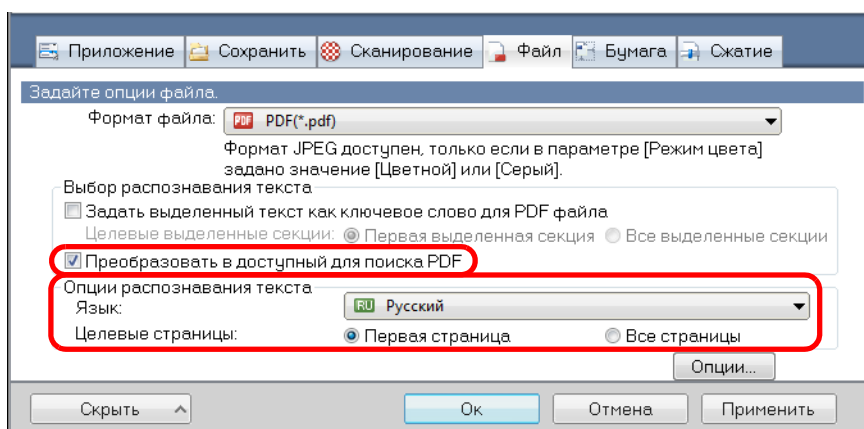 Приложение Сохранить Сканирование Файл Бумага Сжатие
Задайте опции файла.
Формат файла: PDF PDF(*.pdf)
Формат JPEG доступен, только если в параметре [Режим цвета]
задано значение [Цветной] или [Серый].
Выбор распознавания текста
Задать выделенный текст как ключевое слово для PDF файла
Целевые выделенные секции: Первая выделенная секция Все выделенные секции
Преобразовать в доступный для поиска PDF
Опции распознавания текста
Язык: RU Русский
Целевые страницы: Первая страница Все страницы
Опции...
Скрыть Ок Отмена Применить